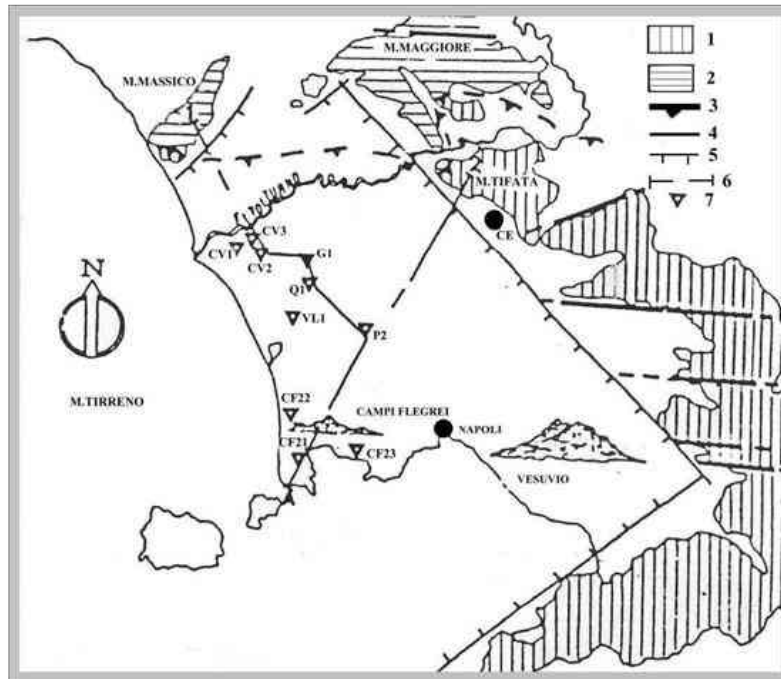 M.MAGGIORE
M.MASSICO
1
2
3
4
5
6
7
VOLTURNO
M.TIFATA
CE
CV3
CV1
CV2
G1
Q1
N
VL1
P2
M.TIRRENO
CF22
CAMPI FLEGREI
NAPOLI
CF21
CF23
VESUVIO